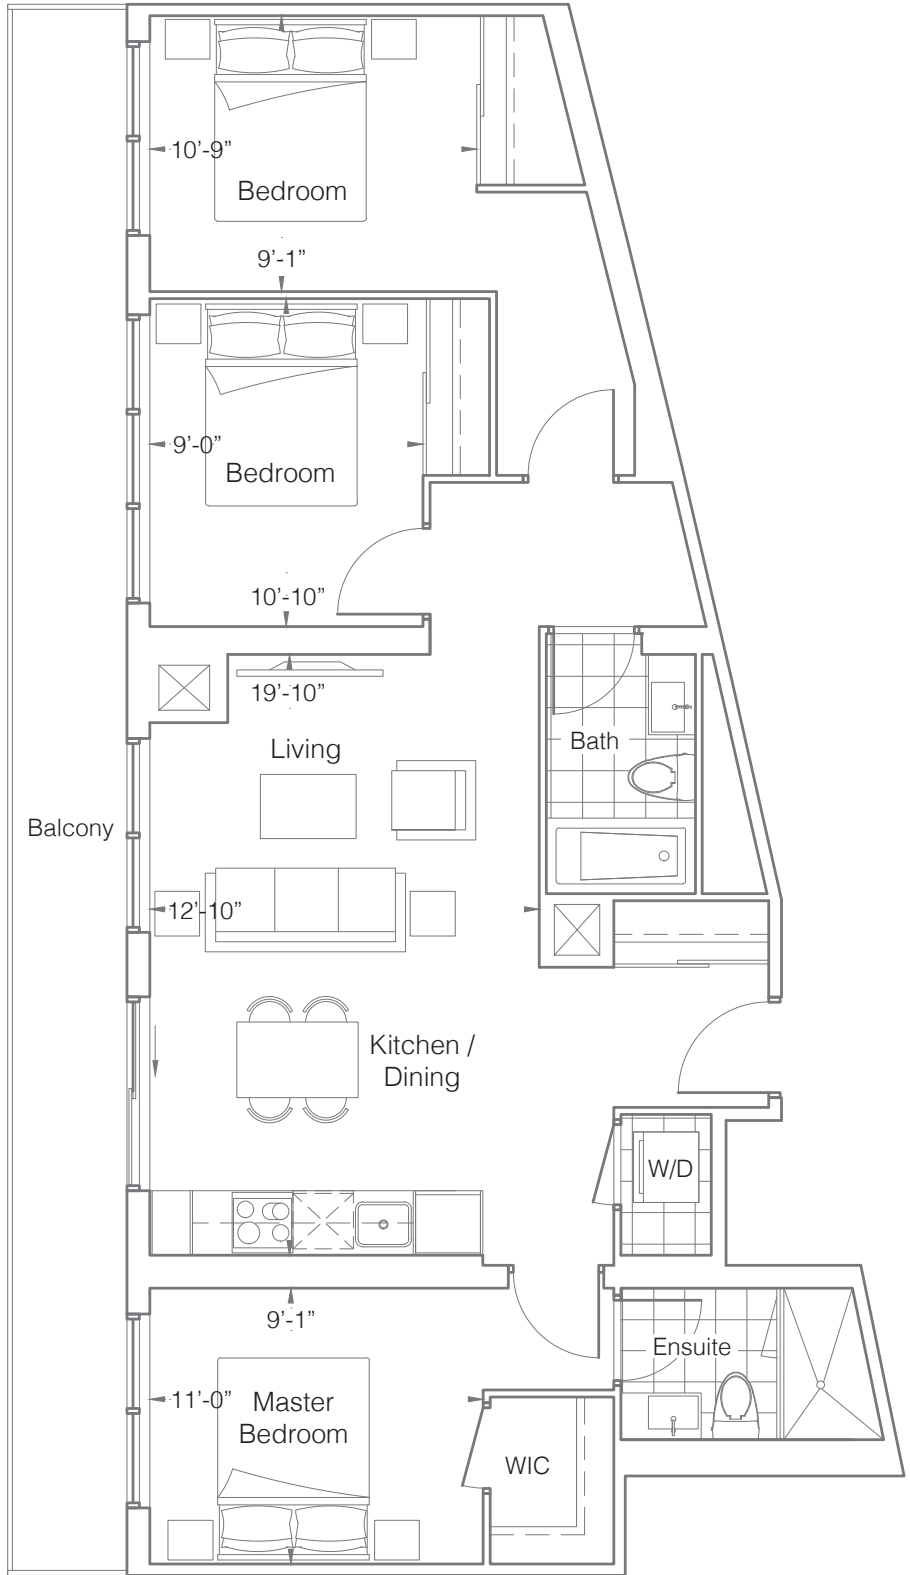 10’-9”
Bedroom
9’-1”
9’-0”
Bedroom
10’-10”
19’-10”
Living
Bath
Balcony
12’-10”
Kitchen /
Dining
W/D
9’-1”
Ensuite
11’-0”
Master
Bedroom
WIC